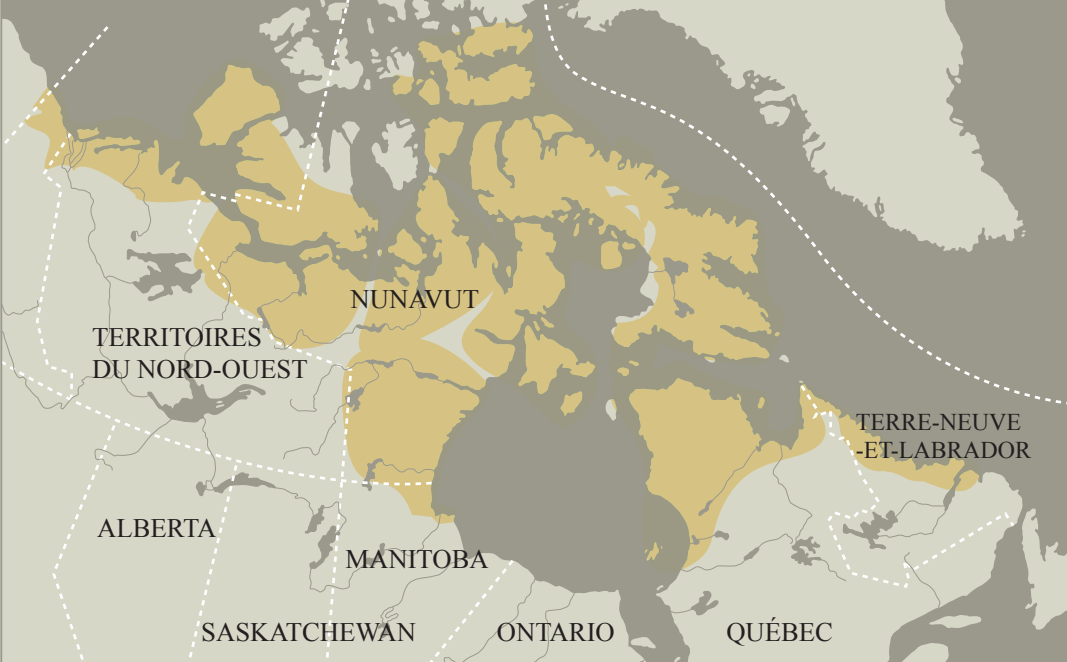 NUNAVUT
TERRITOIRES
DU NORD-OUEST
TERRE-NEUVE
-ET-LABRADOR
ALBERTA
MANITOBA
SASKATCHEWAN
ONTARIO
QUÉBEC